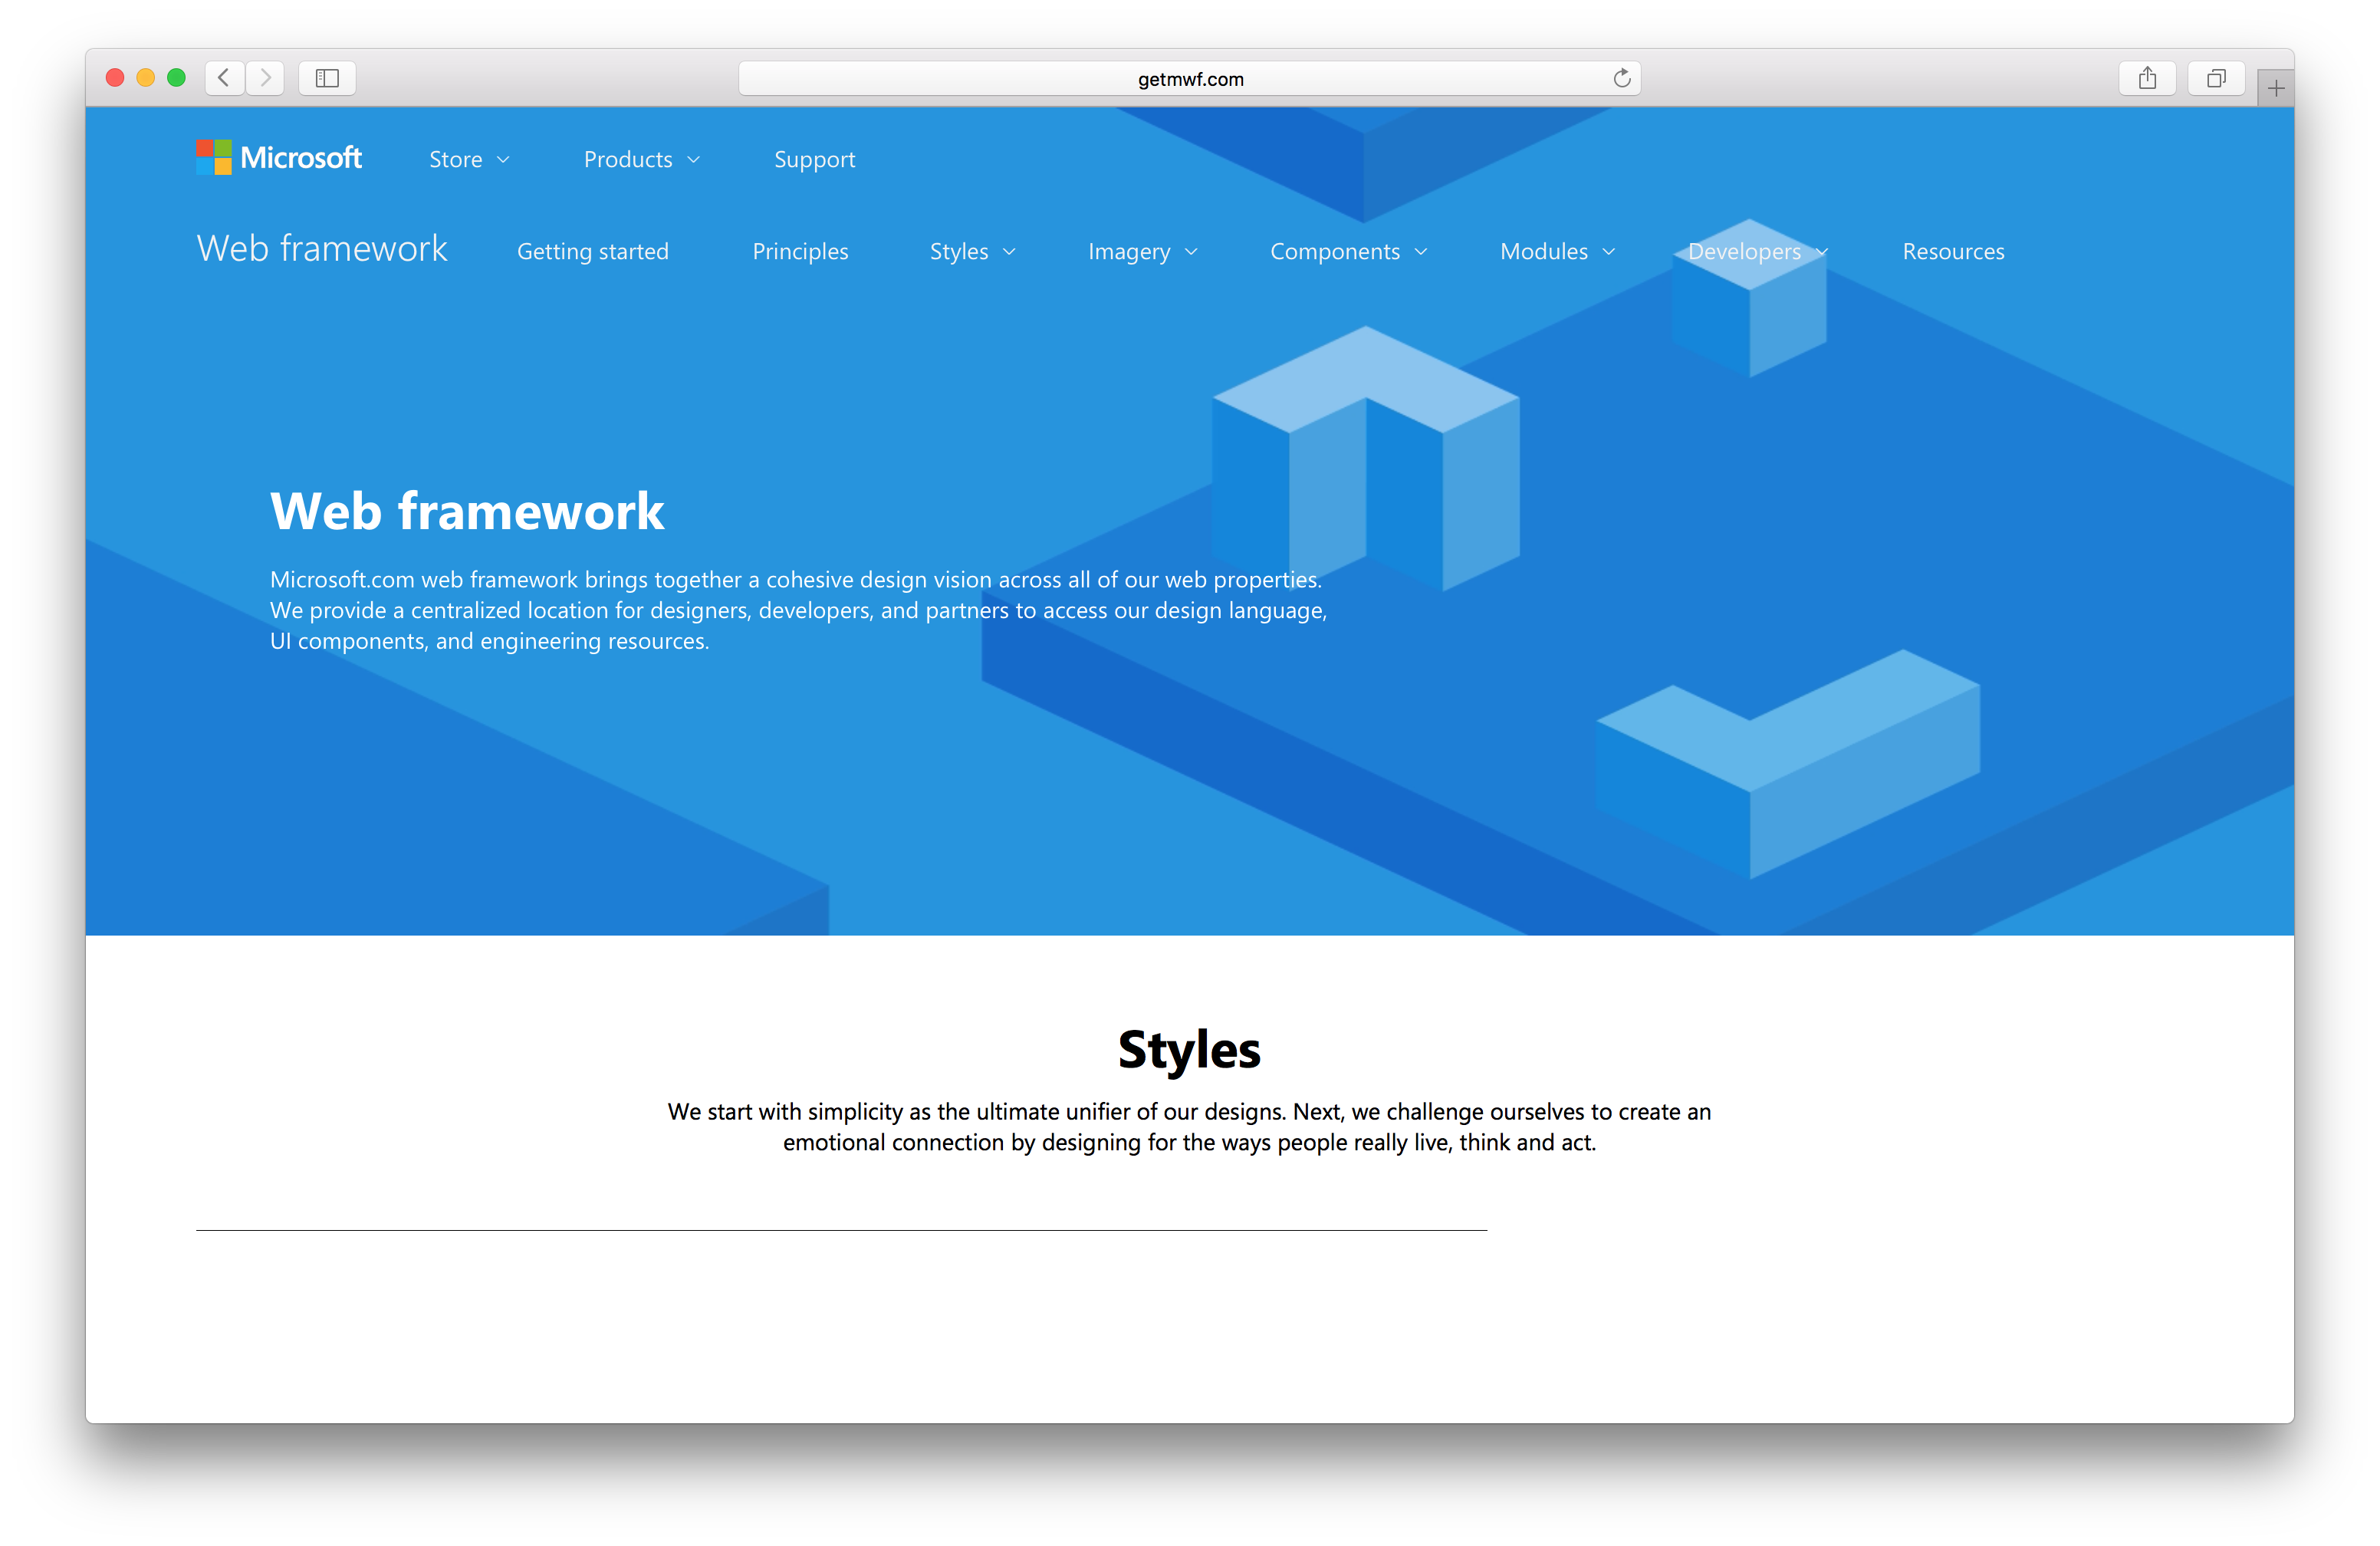 getmwf.com
Microsoft Store Products Support
Web framework Getting started Principles Styles Imagery Components Modules Developers Resources
Web framework
Microsoft.com web framework brings together a cohesive design vision across all of our web properties.
We provide a centralized location for designers, developers, and partners to access our design language,
UI components, and engineering resources.
Styles
We start with simplicity as the ultimate unifier of our designs. Next, we challenge ourselves to create an
emotional connection by designing for the ways people really live, think and act.